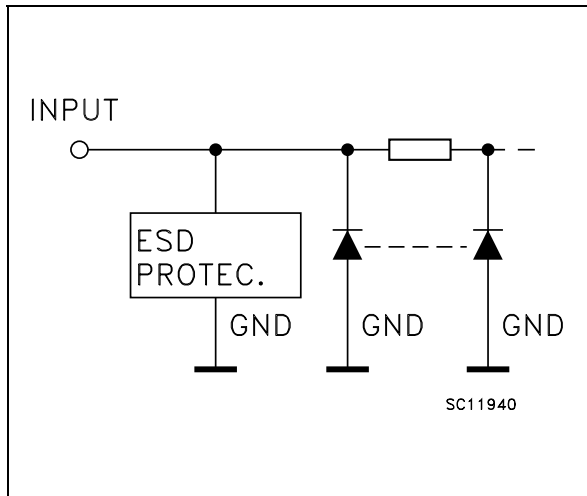 INPUT
ESD
PROTEC.
GND
GND
GND
SC11940